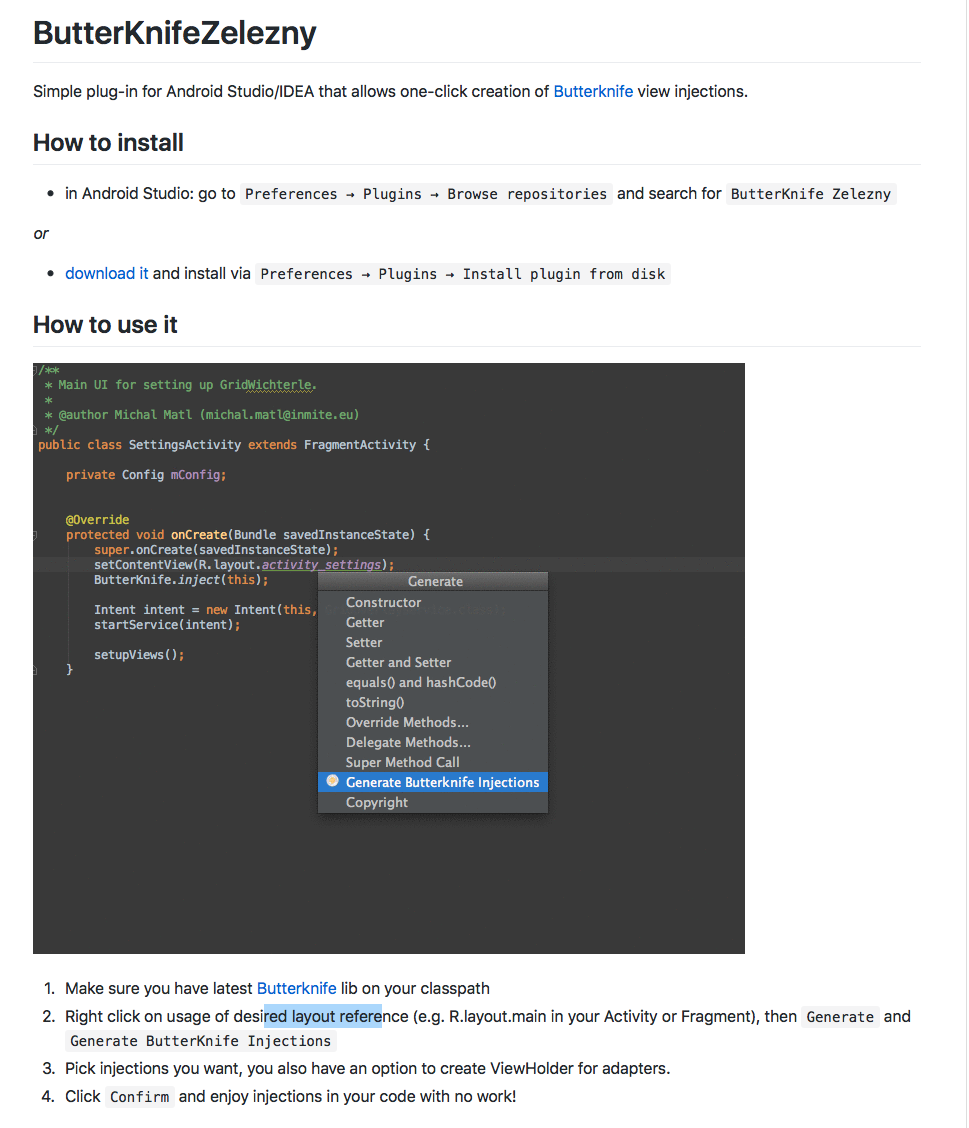 ButterKnifeZelezny
Simple plug-in for Android Studio/IDEA that allows one-click creation of Butterknife view injections.
How to install
• in Android Studio: go to Preferences → Plugins → Browse repositories and search for ButterKnife Zelezny
or
• download it and install via Preferences → Plugins → Install plugin from disk
How to use it
/**
* Main UI for setting up GridWichterle.
*
* @author Michal Matl (michal.matl@inmite.eu)
*/
public class SettingsActivity extends FragmentActivity {
private Config mConfig;
@Override
protected void onCreate(Bundle savedInstanceState) {
super.onCreate(savedInstanceState);
setContentView(R.layout.activity_settings);
ButterKnife.inject(this);
Intent intent = new Intent(this,
startService(intent);
setupViews();
}
Generate
Constructor
Getter
Setter
Getter and Setter
equals() and hashCode()
toString()
Override Methods...
Delegate Methods...
Super Method Call
Generate Butterknife Injections
Copyright
1. Make sure you have latest Butterknife lib on your classpath
2. Right click on usage of desired layout reference (e.g. R.layout.main in your Activity or Fragment), then Generate and
Generate ButterKnife Injections
3. Pick injections you want, you also have an option to create ViewHolder for adapters.
4. Click Confirm and enjoy injections in your code with no work!